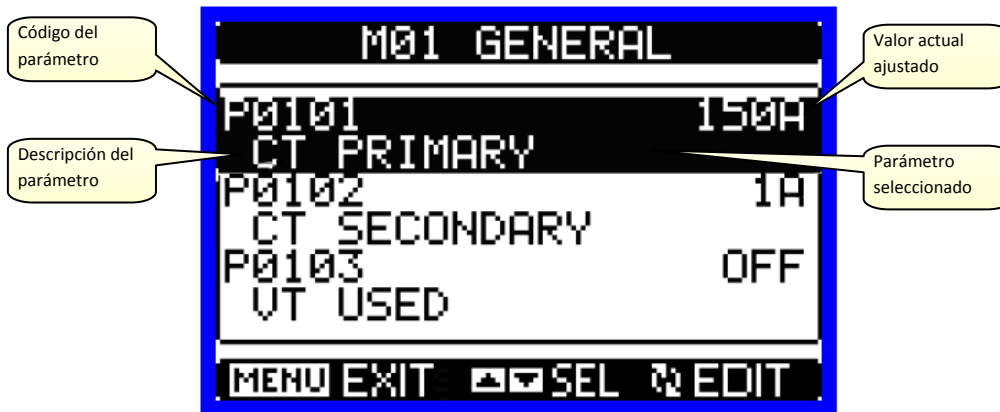 Código del
parámetro
M01 GENERAL
Valor actual
ajustado
P0101 150A
CT PRIMARY
Descripción del
parámetro
Parámetro
seleccionado
P0102 1A
CT SECONDARY
P0103 OFF
VT USED
MENU EXIT ▲▼ SEL ↻ EDIT